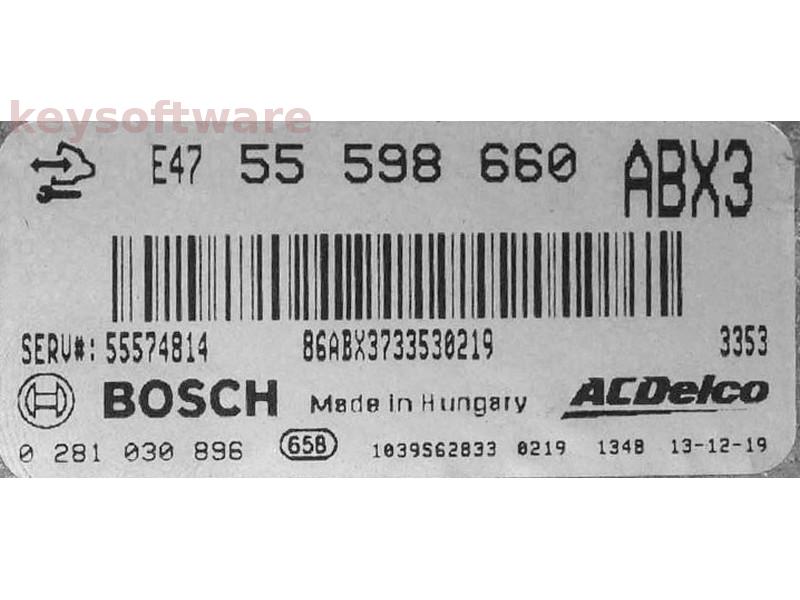 keysoftware
E47 55 598 660 ABX3
SERV#: 55574814 86ABX3733530219 3353
BOSCH Made in Hungary ACDelco
0 281 030 896 65B 1039S62833 0219 1348 13-12-19